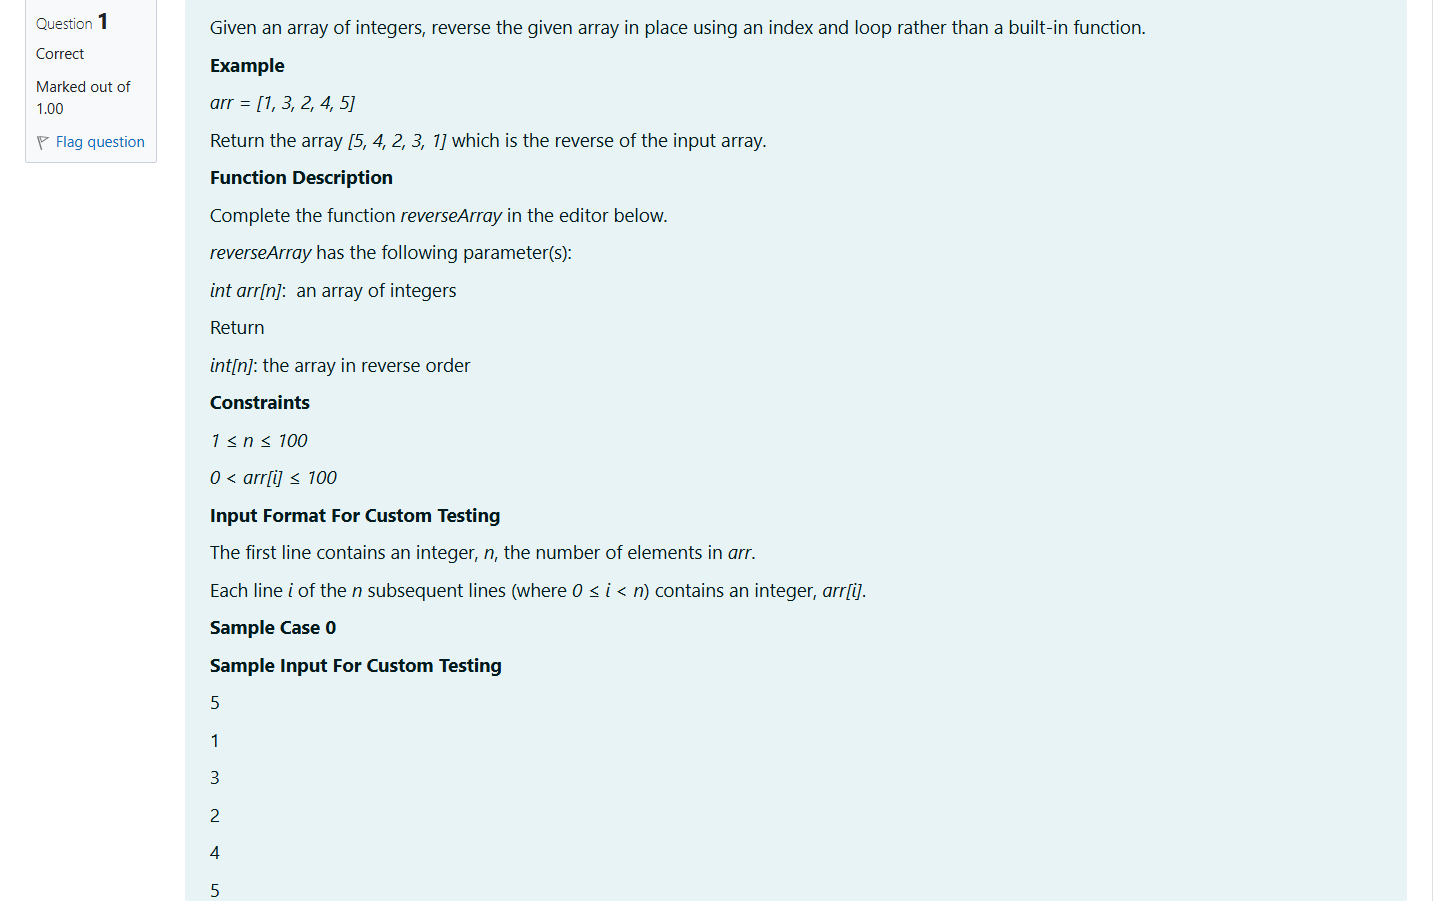 Question 1
Correct
Marked out of
1.00
Flag question
Given an array of integers, reverse the given array in place using an index and loop rather than a built-in function.
Example
arr = [1, 3, 2, 4, 5]
Return the array [5, 4, 2, 3, 1] which is the reverse of the input array.
Function Description
Complete the function reverseArray in the editor below.
reverseArray has the following parameter(s):
int arr[n]: an array of integers
Return
int[n]: the array in reverse order
Constraints
1 ≤ n ≤ 100
0 < arr[i] ≤ 100
Input Format For Custom Testing
The first line contains an integer, n, the number of elements in arr.
Each line i of the n subsequent lines (where 0 ≤ i < n) contains an integer, arr[i].
Sample Case 0
Sample Input For Custom Testing
5
1
3
2
4
5